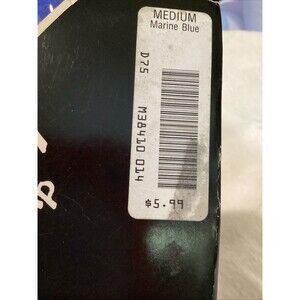 MEDIUM
Marine Blue
D75
M38410 014
$5.99